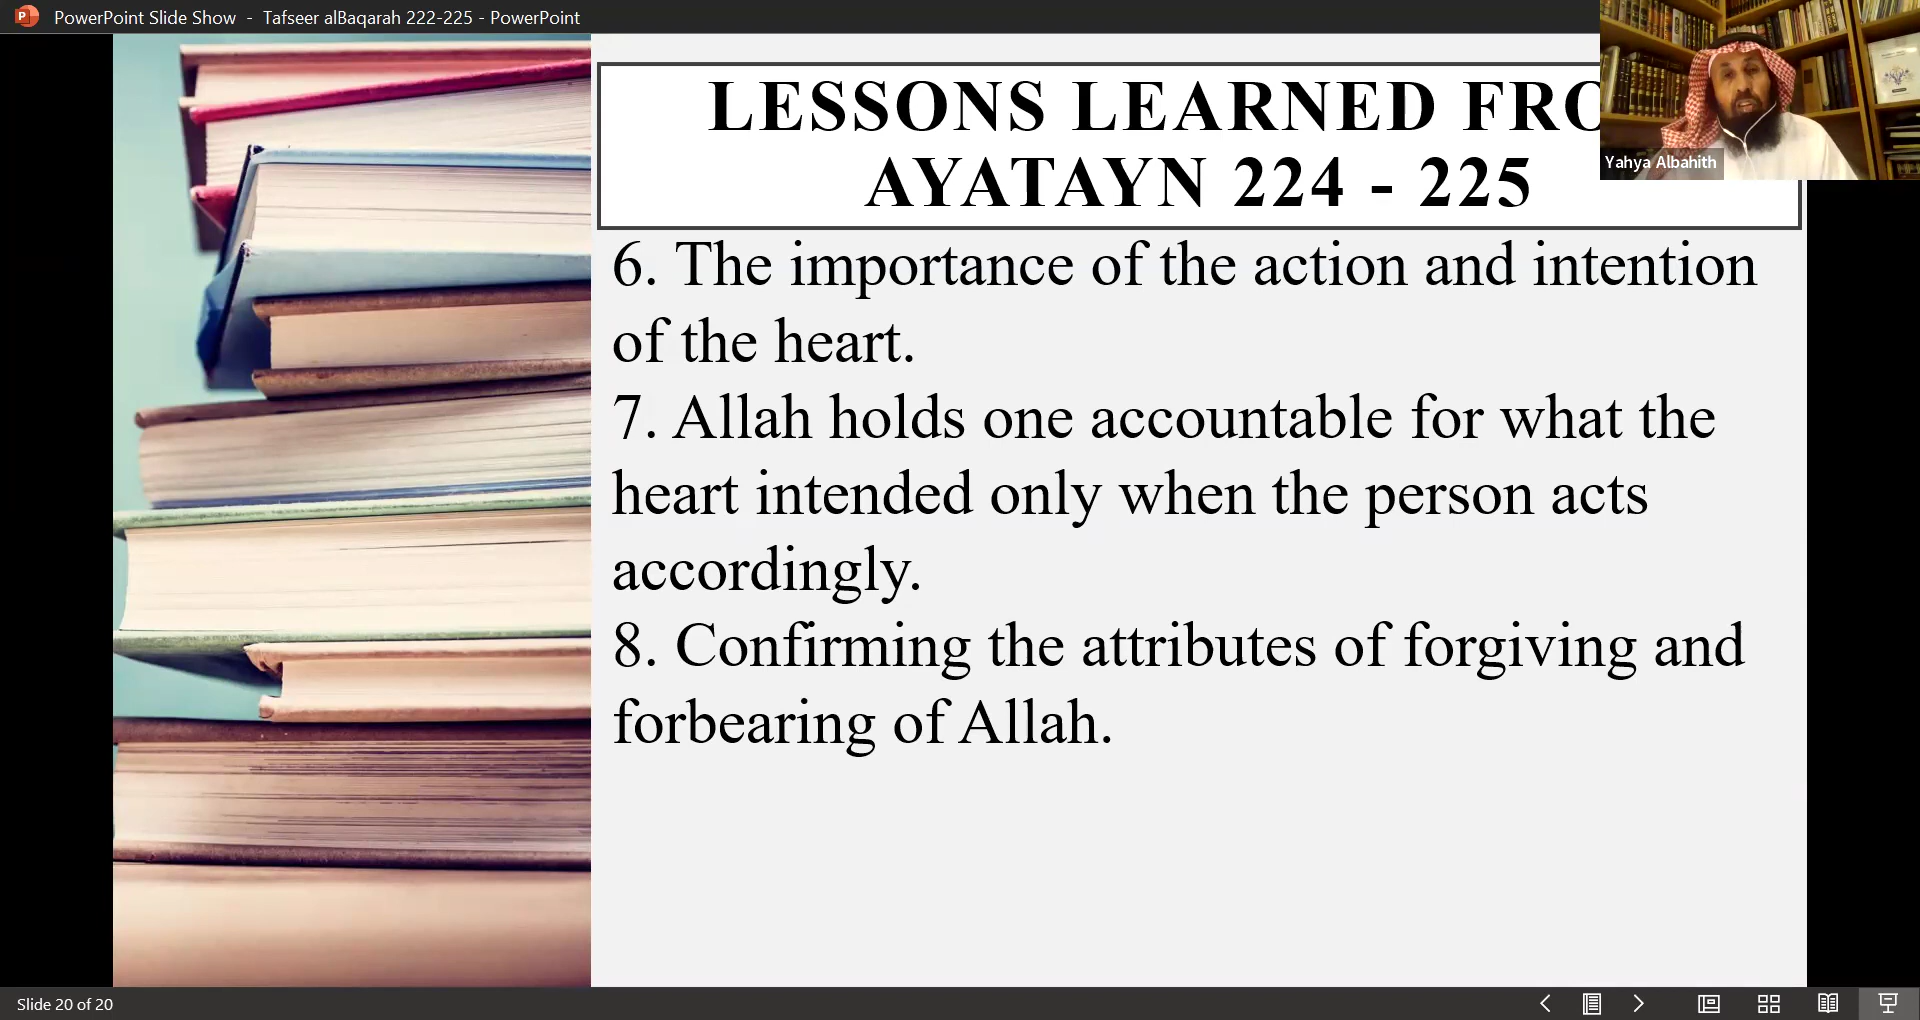 PowerPoint Slide Show - Tafseer alBaqarah 222-225 - PowerPoint
LESSONS LEARNED FRO
AYATAYN 224 - 225
Yahya Albahith
6. The importance of the action and intention
of the heart.
7. Allah holds one accountable for what the
heart intended only when the person acts
accordingly.
8. Confirming the attributes of forgiving and
forbearing of Allah.
Slide 20 of 20